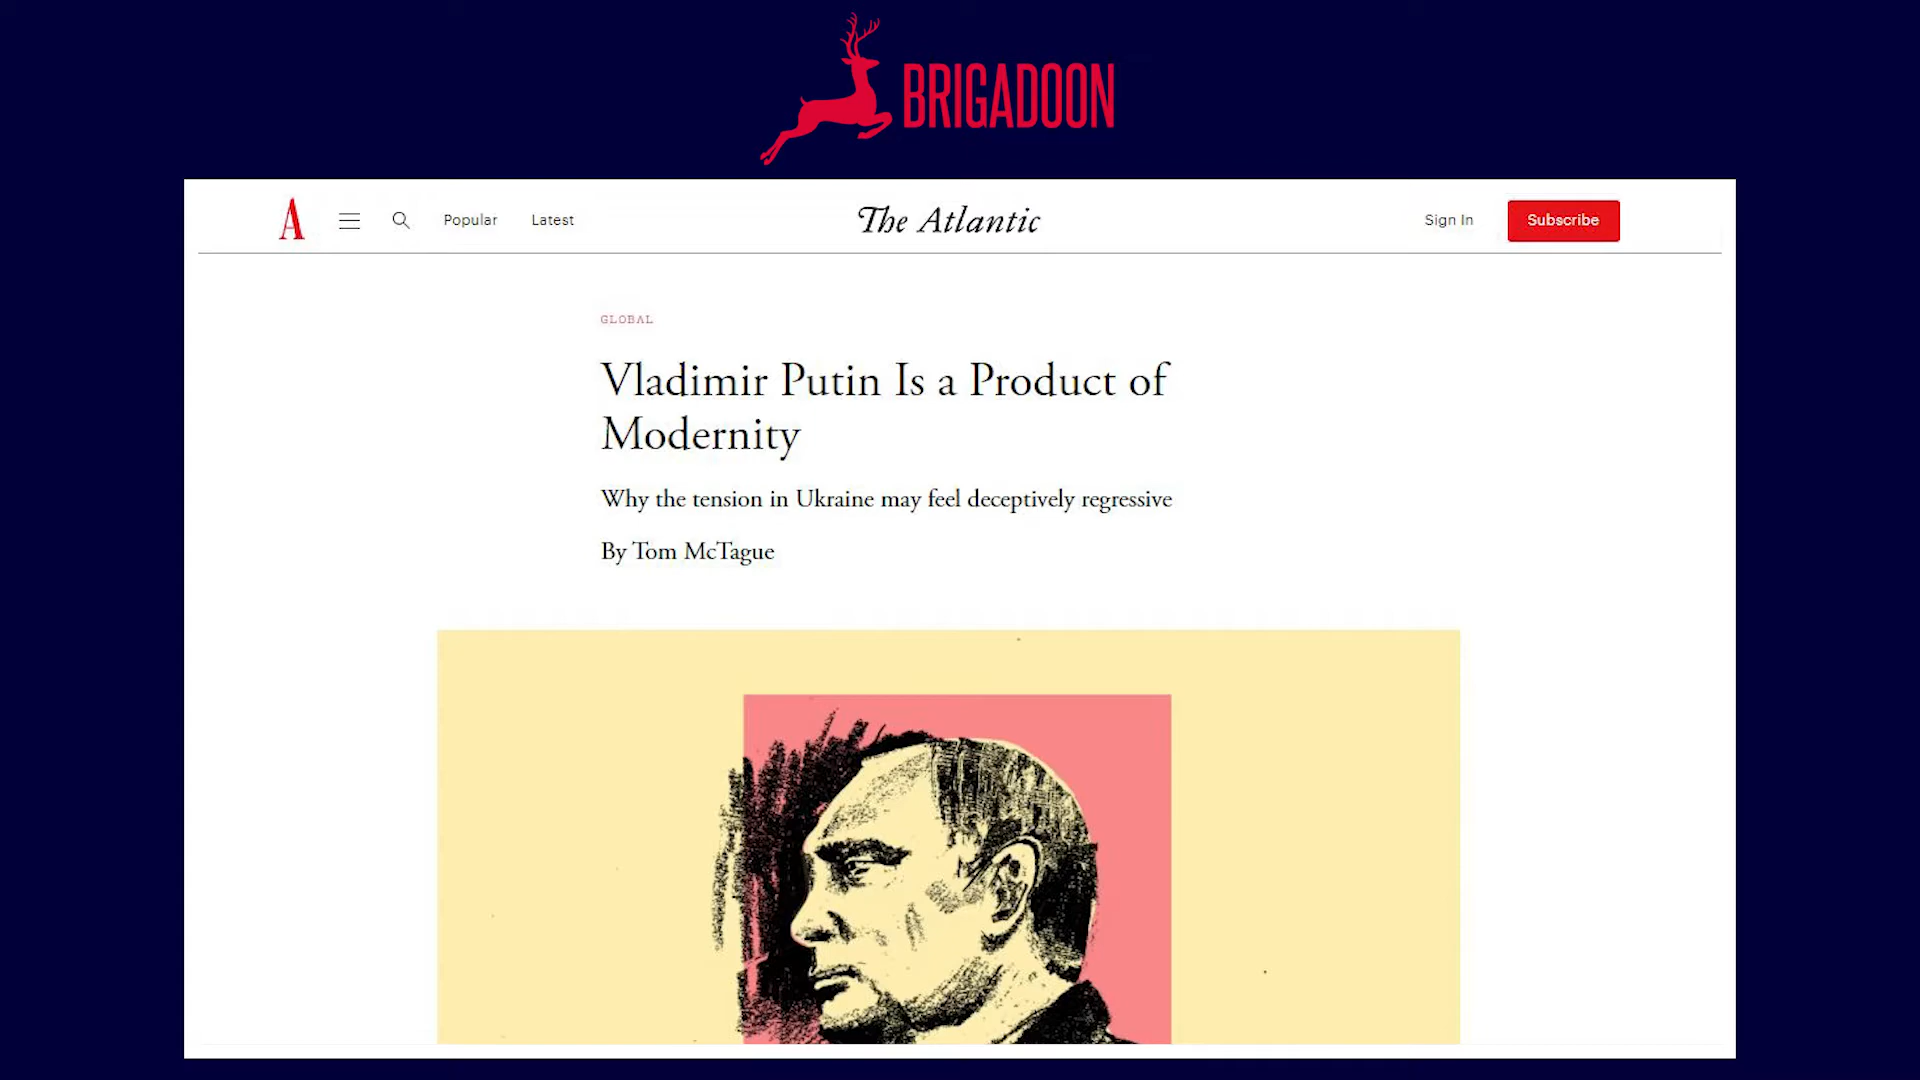 BRIGADOON
A
Popular
Latest
The Atlantic
Sign In
Subscribe
GLOBAL
Vladimir Putin Is a Product of
Modernity
Why the tension in Ukraine may feel deceptively regressive
By Tom McTague